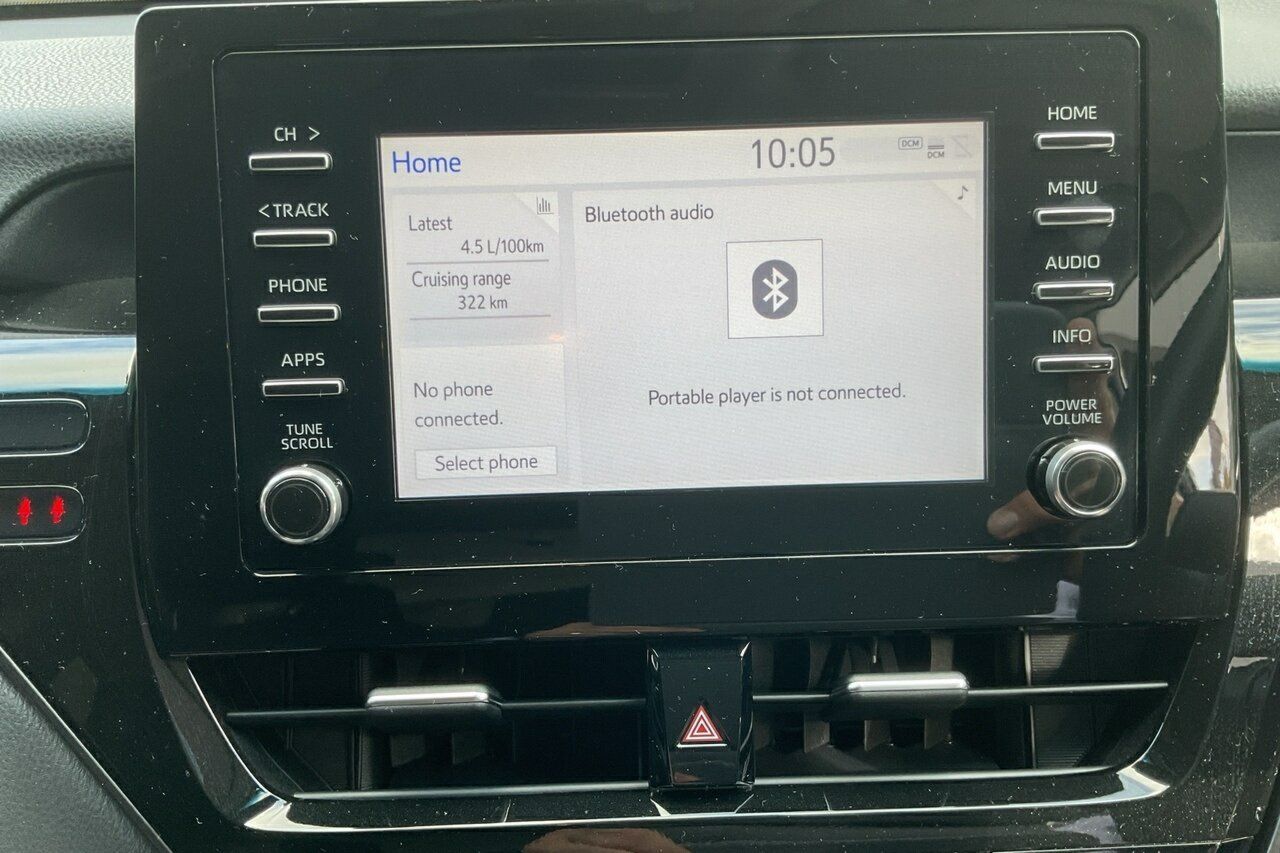 CH >
< TRACK
PHONE
APPS
TUNE
SCROLL
Home
10:05
DCM
DCM
Latest
4.5 L/100km
Cruising range
322 km
No phone
connected.
Select phone
Bluetooth audio
Portable player is not connected.
HOME
MENU
AUDIO
INFO
POWER
VOLUME